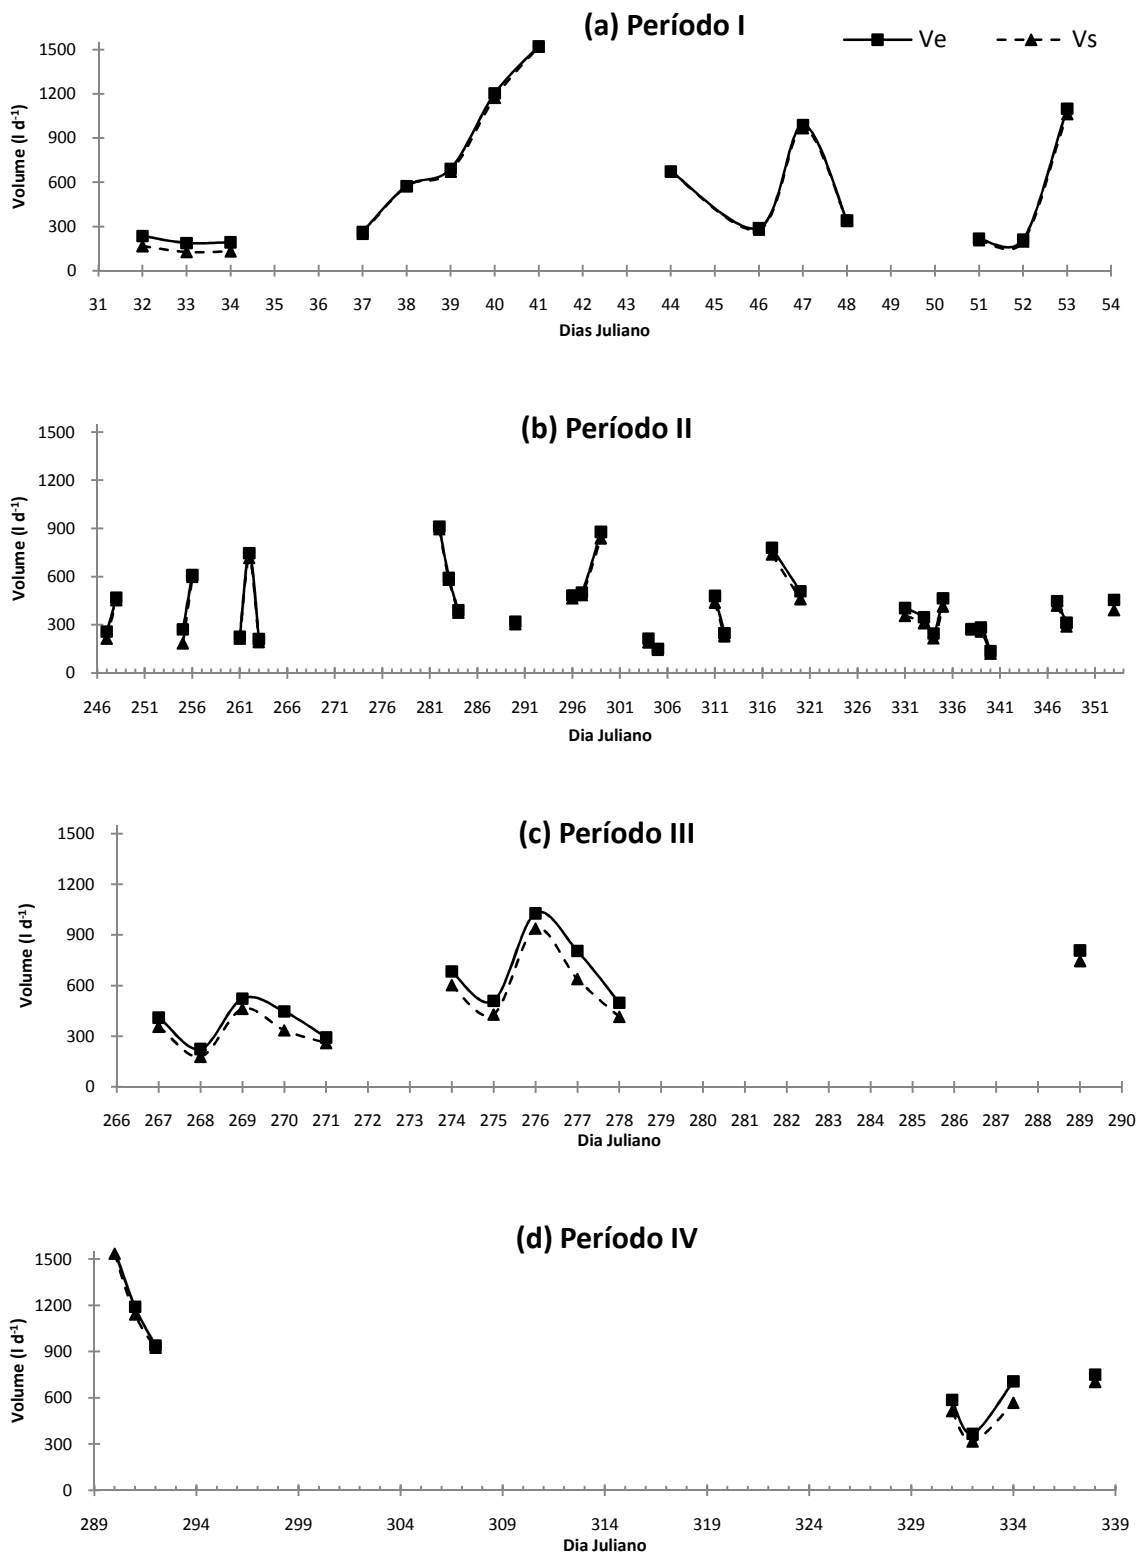 (a) Período I
Ve
Vs
Volume (l d-1)
1500
1200
900
600
300
0
31 32 33 34 35 36 37 38 39 40 41 42 43 44 45 46 47 48 49 50 51 52 53 54
Dias Juliano
(b) Período II
Volume (l d-1)
1500
1200
900
600
300
0
246 251 256 261 266 271 276 281 286 291 296 301 306 311 316 321 326 331 336 341 346 351
Dia Juliano
(c) Período III
Volume (l d-1)
1500
1200
900
600
300
0
266 267 268 269 270 271 272 273 274 275 276 277 278 279 280 281 282 283 284 285 286 287 288 289 290
Dia Juliano
(d) Período IV
Volume (l d-1)
1500
1200
900
600
300
0
289 294 299 304 309 314 319 324 329 334 339
Dia Juliano